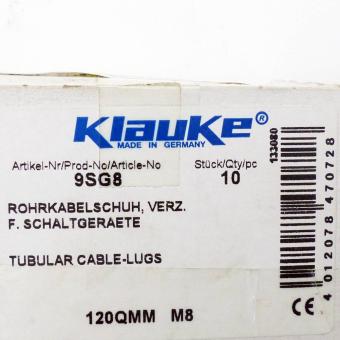 Klauke®
MADE IN GERMANY
Artikel-Nr/Prod-No/Article-No Stück/Qty/pc
9SG8 10
ROHRKABELSCHUH, VERZ.
F. SCHALTGERAETE
TUBULAR CABLE-LUGS
120QMM M8
133080
4 012078 470728
CE